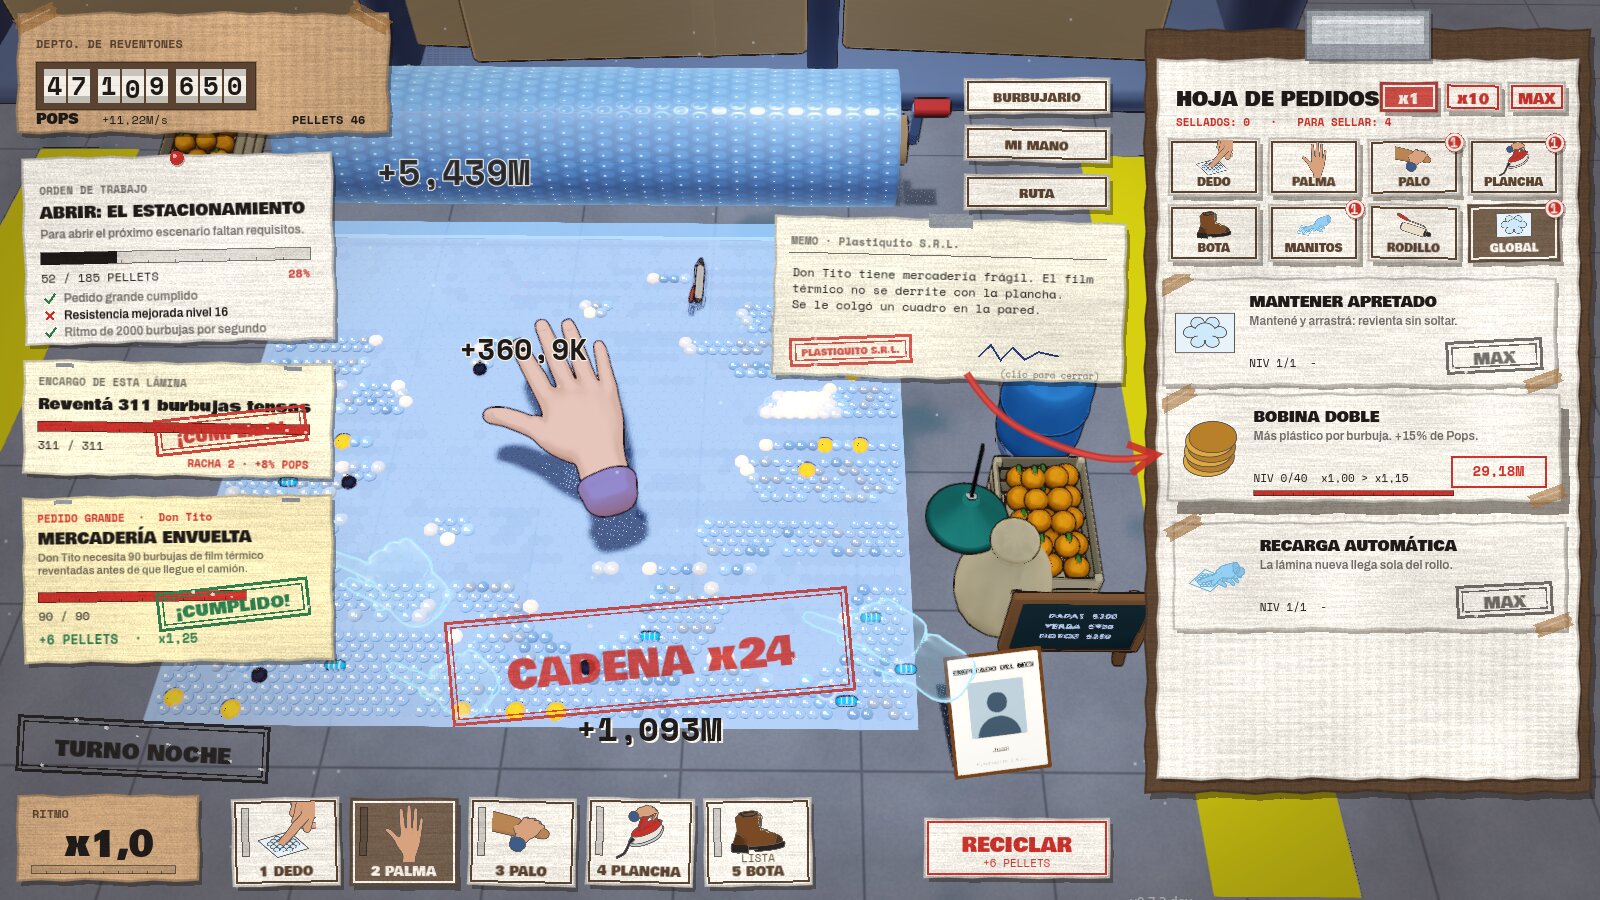 DEPTO. DE REVENTONES
47 109 650
POPS +11,22M/s PELLETS 46
ORDEN DE TRABAJO
ABRIR: EL ESTACIONAMIENTO
Para abrir el próximo escenario faltan requisitos.
52 / 185 PELLETS 28%
Pedido grande cumplido
Resistencia mejorada nivel 16
Ritmo de 2000 burbujas por segundo
ENCARGO DE ESTA LÁMINA
Reventá 311 burbujas tensas
311 / 311
RACHA 2 · +8% POPS
PEDIDO GRANDE · Don Tito
MERCADERÍA ENVUELTA
Don Tito necesita 90 burbujas de film térmico
reventadas antes de que llegue el camión.
¡CUMPLIDO!
90 / 90
+6 PELLETS · x1,25
TURNO NOCHE
RITMO
x1,0
+5,439M
+360,9K
CADENA x24
+1,093M
BURBUJARIO
MI MANO
RUTA
MEMO · Plastiquito S.R.L.
Don Tito tiene mercadería frágil. El film
térmico no se derrite con la plancha.
Se le colgó un cuadro en la pared.
PLASTIQUITO S.R.L.
(clic para cerrar)
1 DEDO
2 PALMA
3 PALO
4 PLANCHA
LISTA
5 BOTA
RECICLAR
+6 PELLETS
HOJA DE PEDIDOS x1 x10 MAX
SELLADOS: 0 · PARA SELLAR: 4
DEDO
PALMA
PALO 1
PLANCHA 1
BOTA
MANITOS 1
RODILLO
GLOBAL 1
MANTENER APRETADO
Mantené y arrastrá: revienta sin soltar.
NIV 1/1 - MAX
BOBINA DOBLE
Más plástico por burbuja. +15% de Pops.
NIV 0/40 x1,00 > x1,15 29,18M
RECARGA AUTOMÁTICA
La lámina nueva llega sola del rollo.
NIV 1/1 - MAX